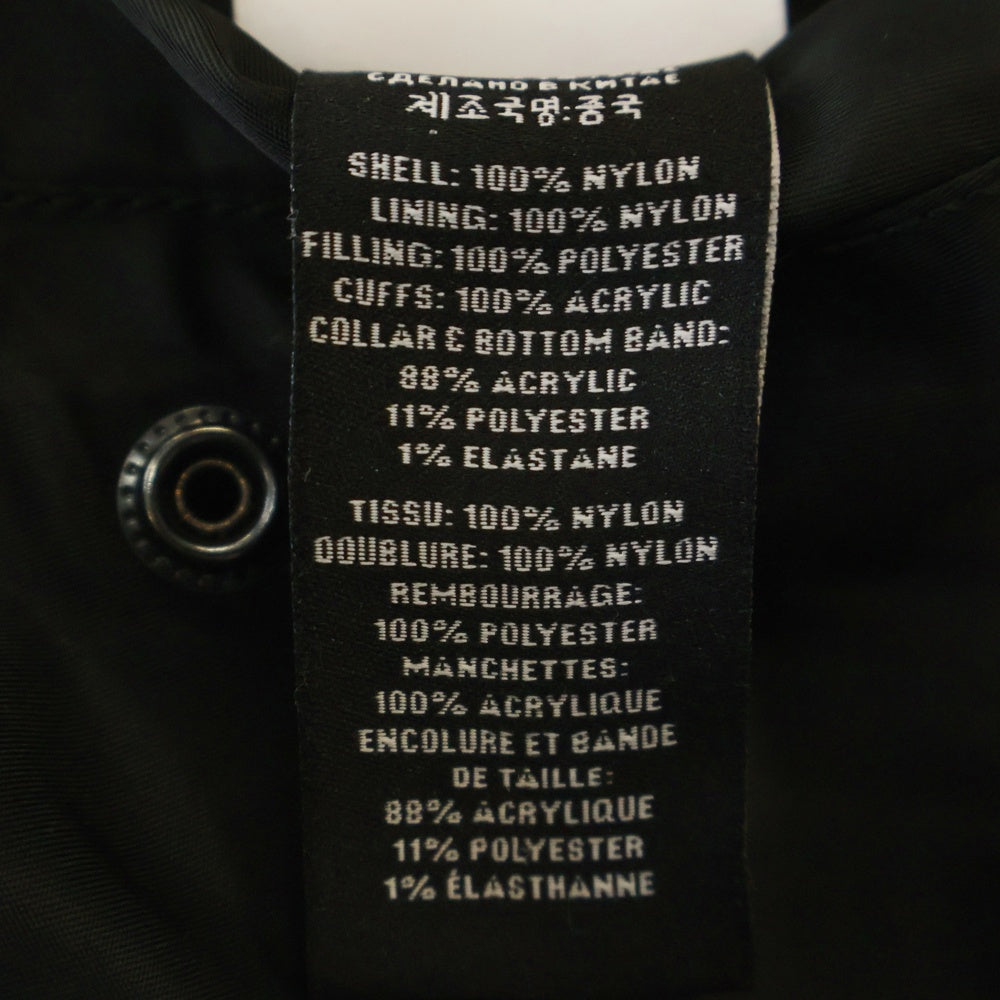 СДЕЛАНО В КИТАЕ
제조국명:중국
SHELL: 100% NYLON
LINING: 100% NYLON
FILLING: 100% POLYESTER
CUFFS: 100% ACRYLIC
COLLAR & BOTTOM BAND:
88% ACRYLIC
11% POLYESTER
1% ELASTANE
TISSU: 100% NYLON
DOUBLURE: 100% NYLON
REMBOURRAGE:
100% POLYESTER
MANCHETTES:
100% ACRYLIQUE
ENCOLURE ET BANDE
DE TAILLE:
88% ACRYLIQUE
11% POLYESTER
1% ÉLASTHANNE